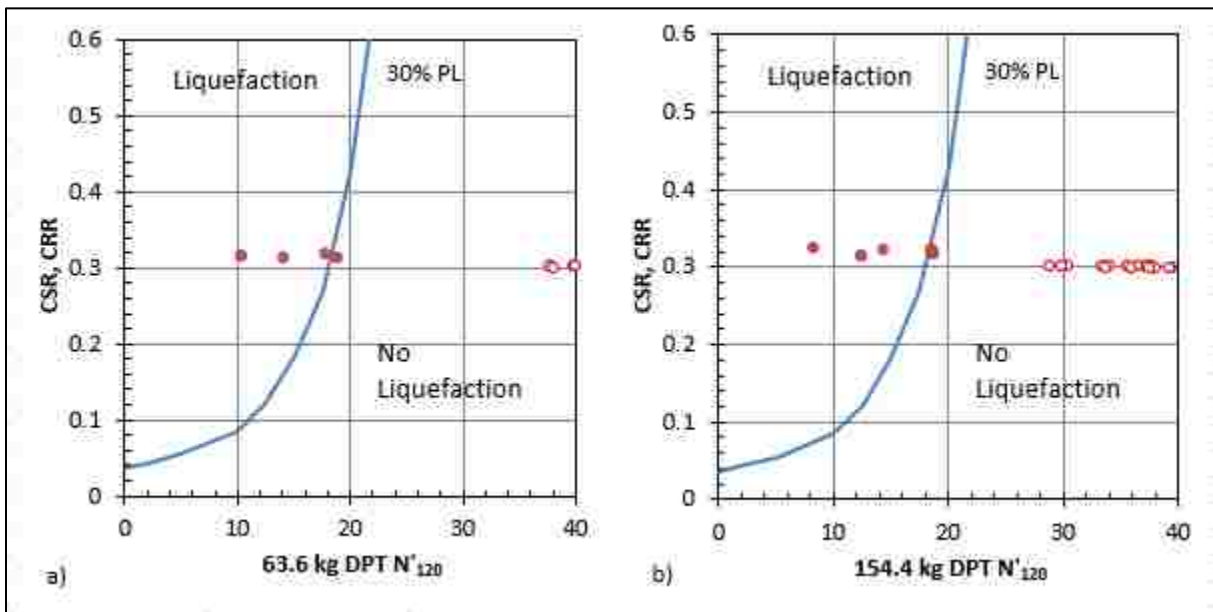 0.6
0.5
0.4
0.3
0.2
0.1
0
CSR, CRR
Liquefaction
30% PL
No
Liquefaction
0 10 20 30 40
63.6 kg DPT N'120
a)
0.6
0.5
0.4
0.3
0.2
0.1
0
CSR, CRR
Liquefaction
30% PL
No
Liquefaction
0 10 20 30 40
154.4 kg DPT N'120
b)